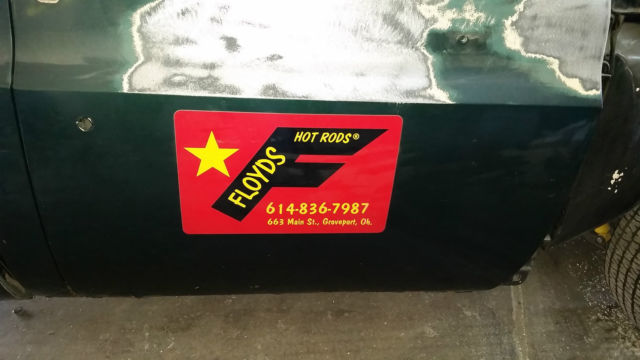 HOT RODS®
FLOYDS
614-836-7987
663 Main St., Groveport, Oh.